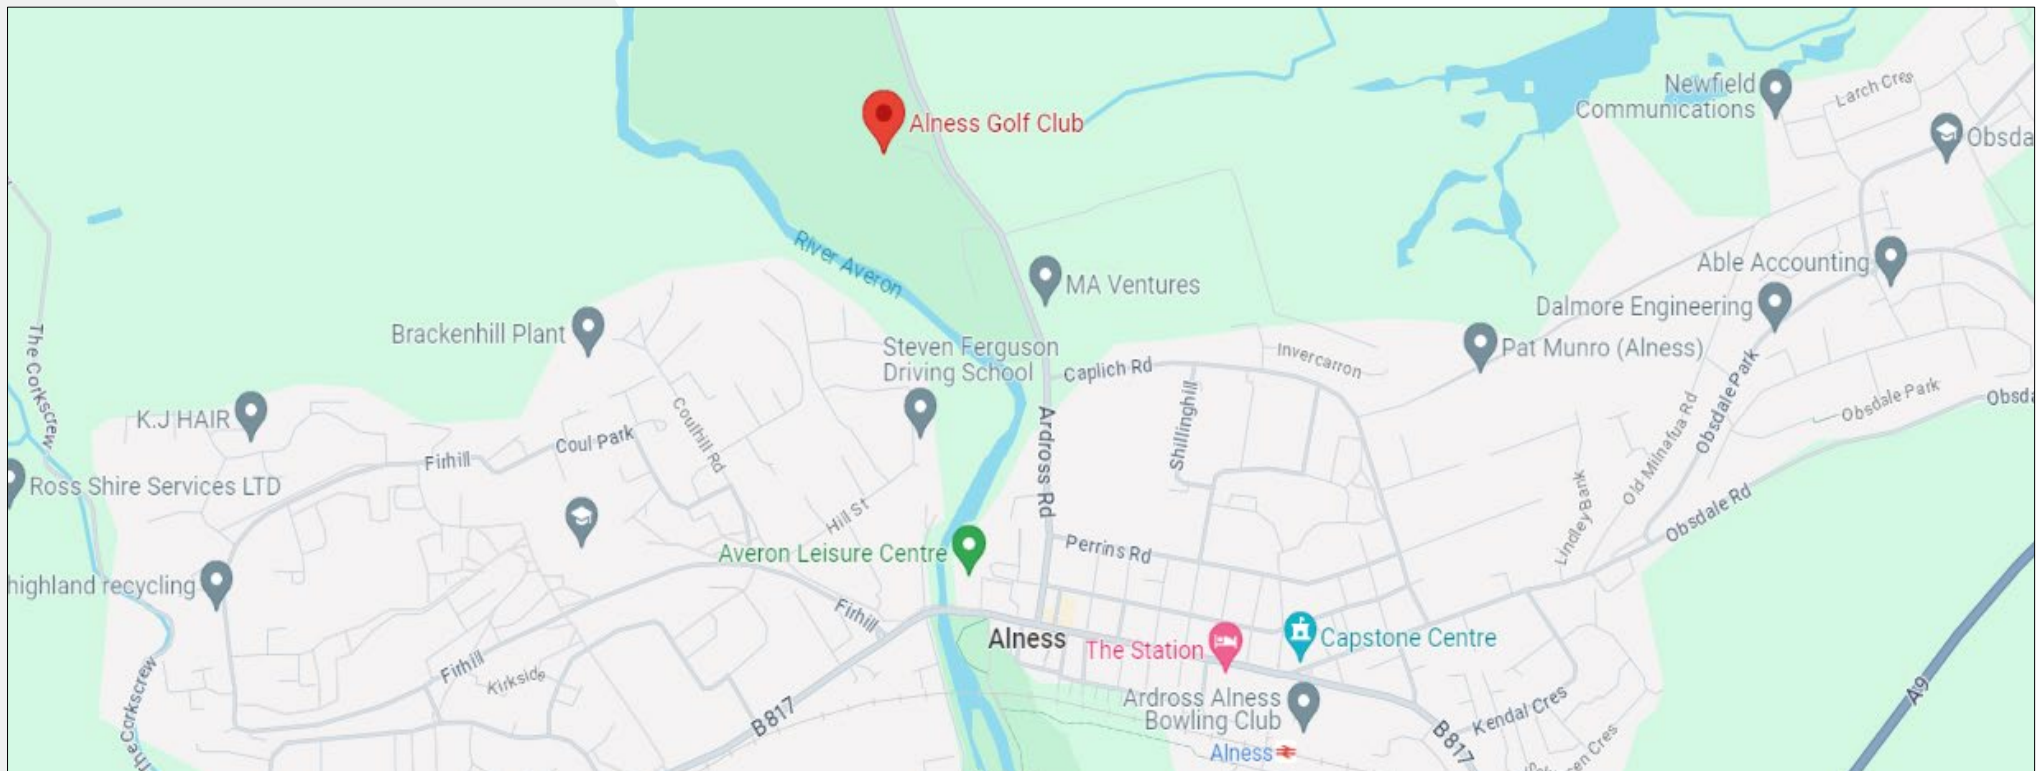 Newfield
Communications
Larch Cres
Alness Golf Club
Obsda
River Averon
MA Ventures
Able Accounting
Dalmore Engineering
Brackenhill Plant
Steven Ferguson
Driving School
Pat Munro (Alness)
Invercarron
Caplich Rd
The Corkscrew
K.J HAIR
Coul Park
Coulhill Rd
Firhill
Ardross Rd
Shillinghill
Obsdale Park
Obsdale Park
Obsda
Old Milnafua Rd
Ross Shire Services LTD
Hill St
Lindley Bank
Obsdale Rd
Averon Leisure Centre
Perrins Rd
highland recycling
Firhill
Alness
The Station
Capstone Centre
Firhill
Kirkside
The Corkscrew
B817
Ardross Alness
Bowling Club
Kendal Cres
A9
B817
Alness
en Cres